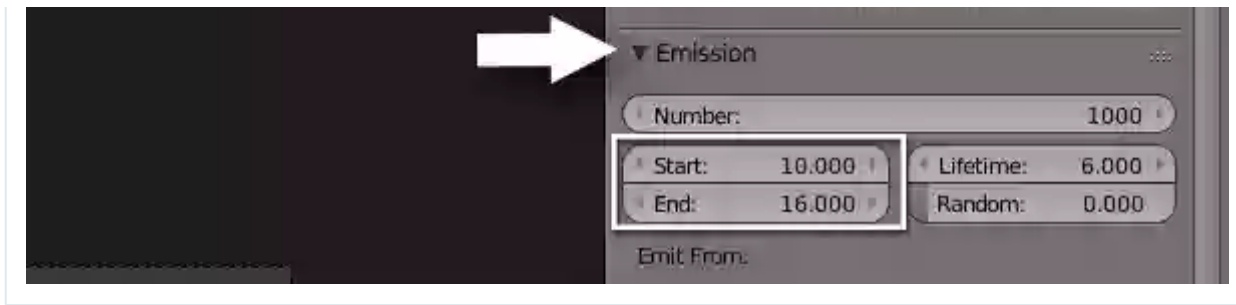 Emission
Number: 1000
Start: 10.000 Lifetime: 6.000
End: 16.000 Random: 0.000
Emit From: